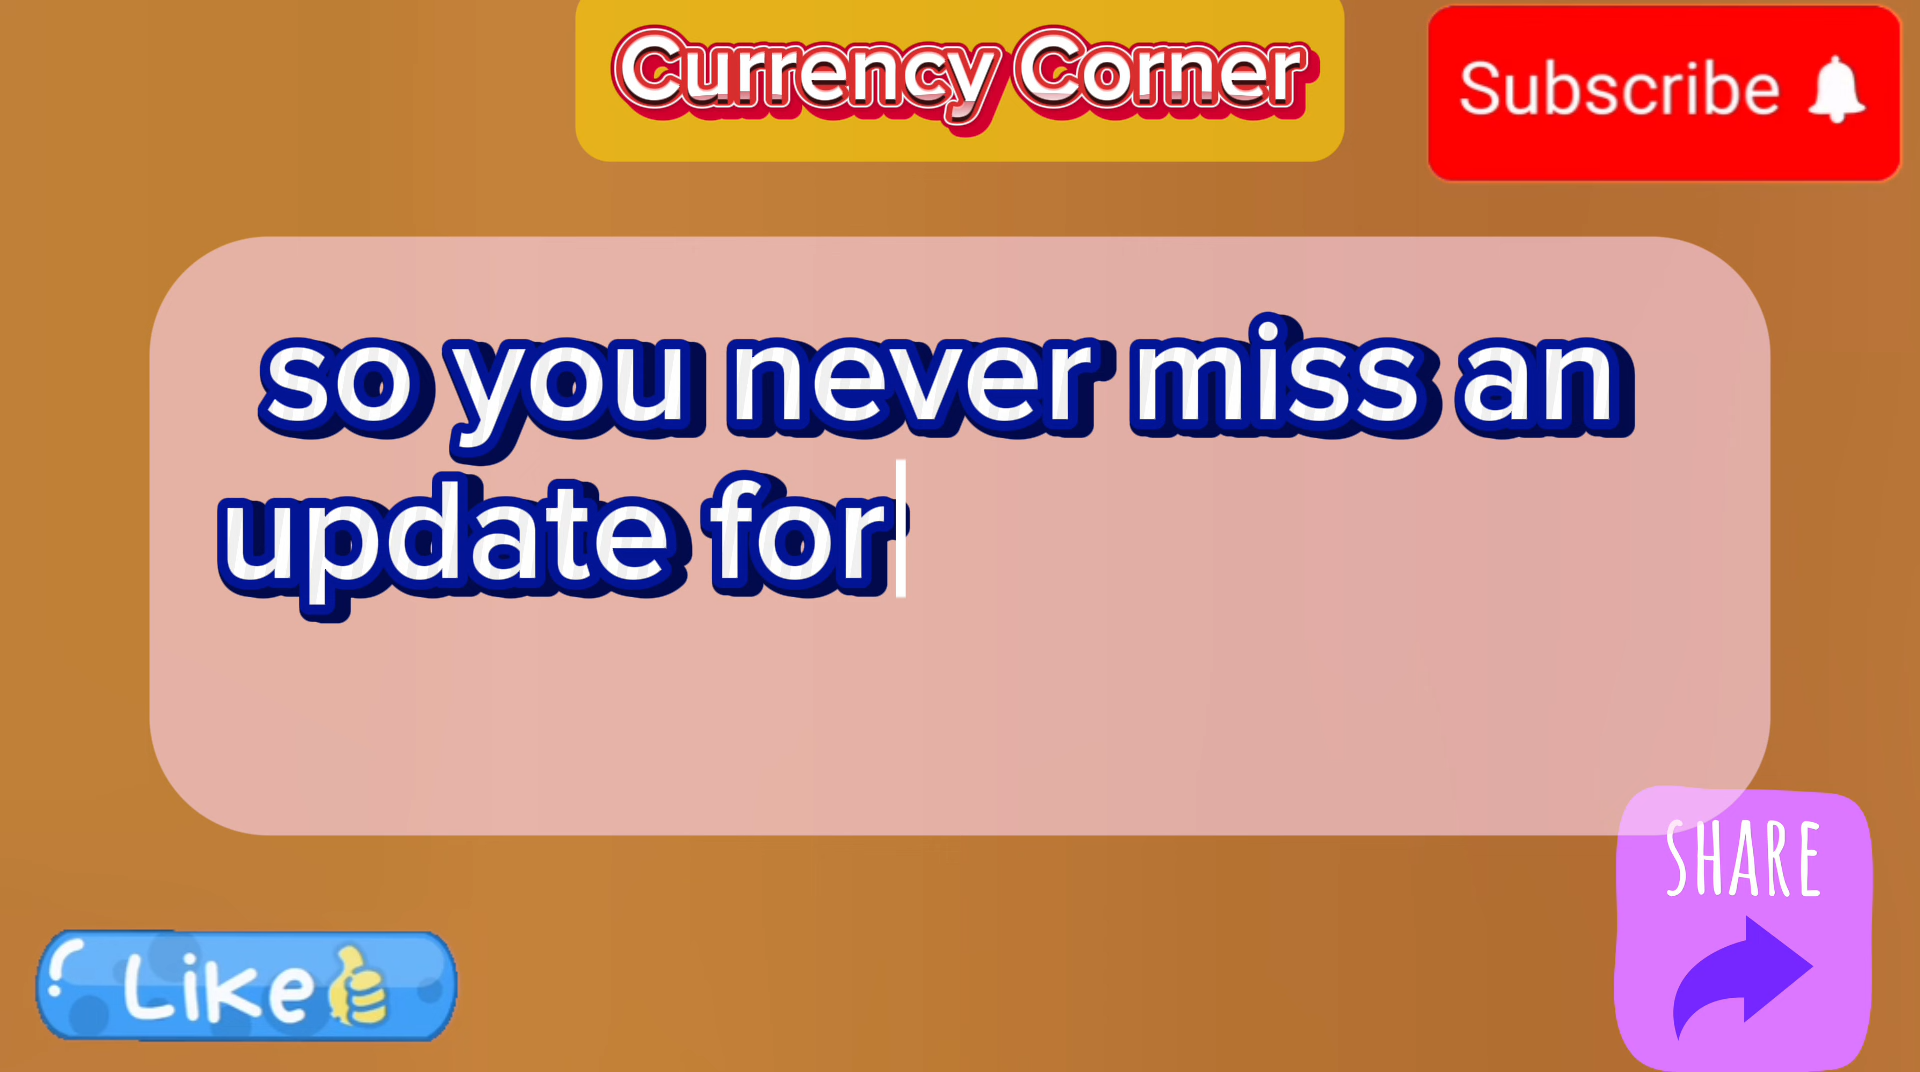 Currency Corner
Subscribe
so you never miss an
update for
SHARE
Like